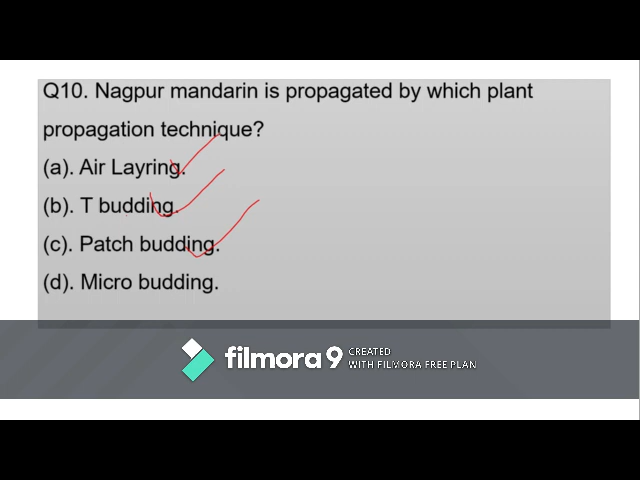 Q10. Nagpur mandarin is propagated by which plant
propagation technique?
(a). Air Layring.
(b). T budding.
(c). Patch budding.
(d). Micro budding.
filmora 9 CREATED
WITH FILMORA FREE PLAN